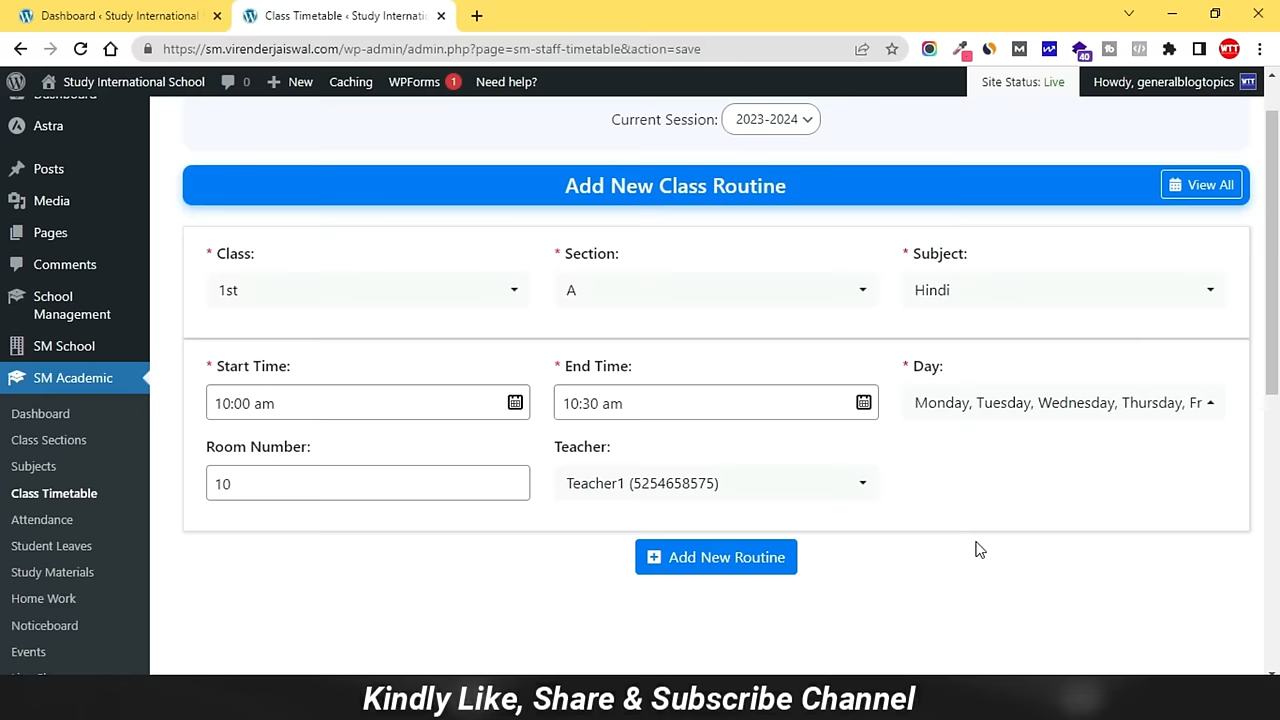 Dashboard ‹ Study International
Class Timetable ‹ Study Internatio
https://sm.virenderjaiswal.com/wp-admin/admin.php?page=sm-staff-timetable&action=save
40
Study International School
0
New
Caching
WPForms 1
Need help?
Site Status: Live
Howdy, generalblogtopics
Dashboard
Astra
Posts
Media
Pages
Comments
School
Management
SM School
SM Academic
Dashboard
Class Sections
Subjects
Class Timetable
Attendance
Student Leaves
Study Materials
Home Work
Noticeboard
Events
Current Session: 2023-2024
Add New Class Routine
View All
* Class:
* Section:
* Subject:
1st
A
Hindi
* Start Time:
* End Time:
* Day:
10:00 am
10:30 am
Monday, Tuesday, Wednesday, Thursday, Fr
Room Number:
Teacher:
10
Teacher1 (5254658575)
Add New Routine
Kindly Like, Share & Subscribe Channel